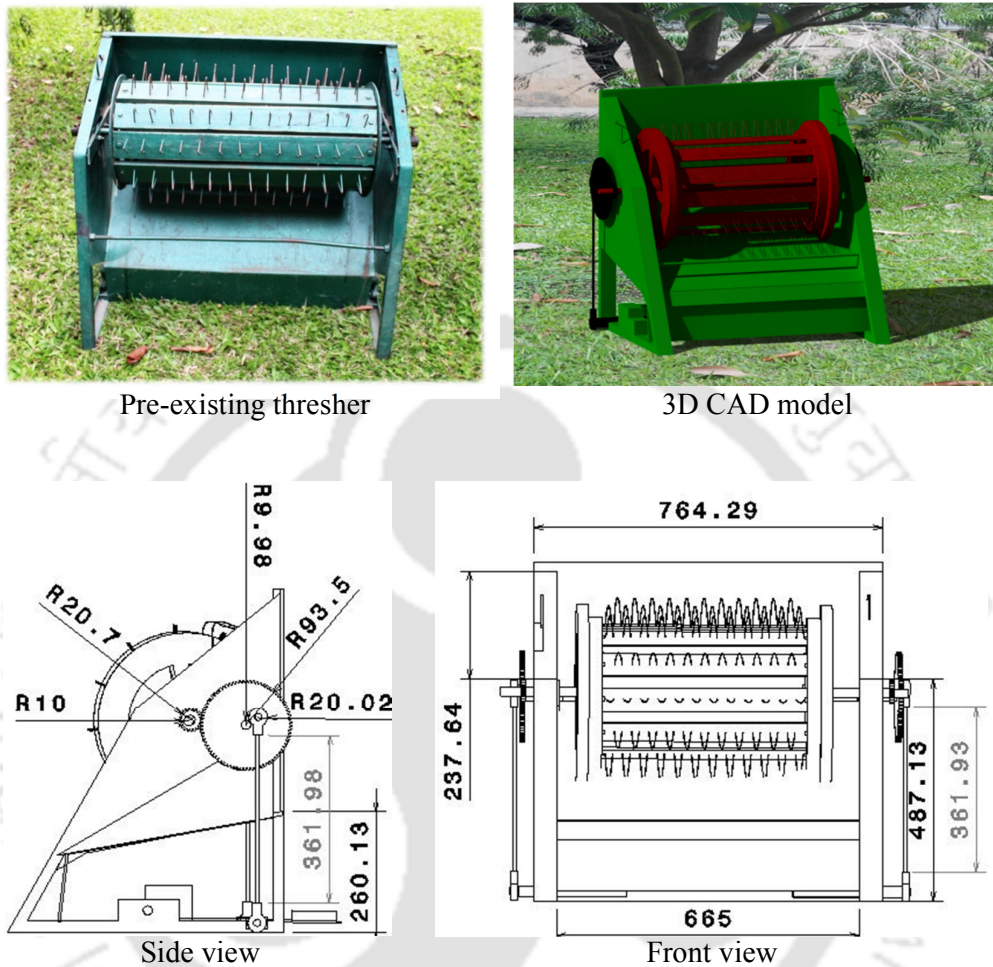 Pre-existing thresher
3D CAD model
R9.98
R20.7
R93.5
R10
R20.02
361.98
260.13
Side view
764.29
237.64
487.13
361.93
665
Front view